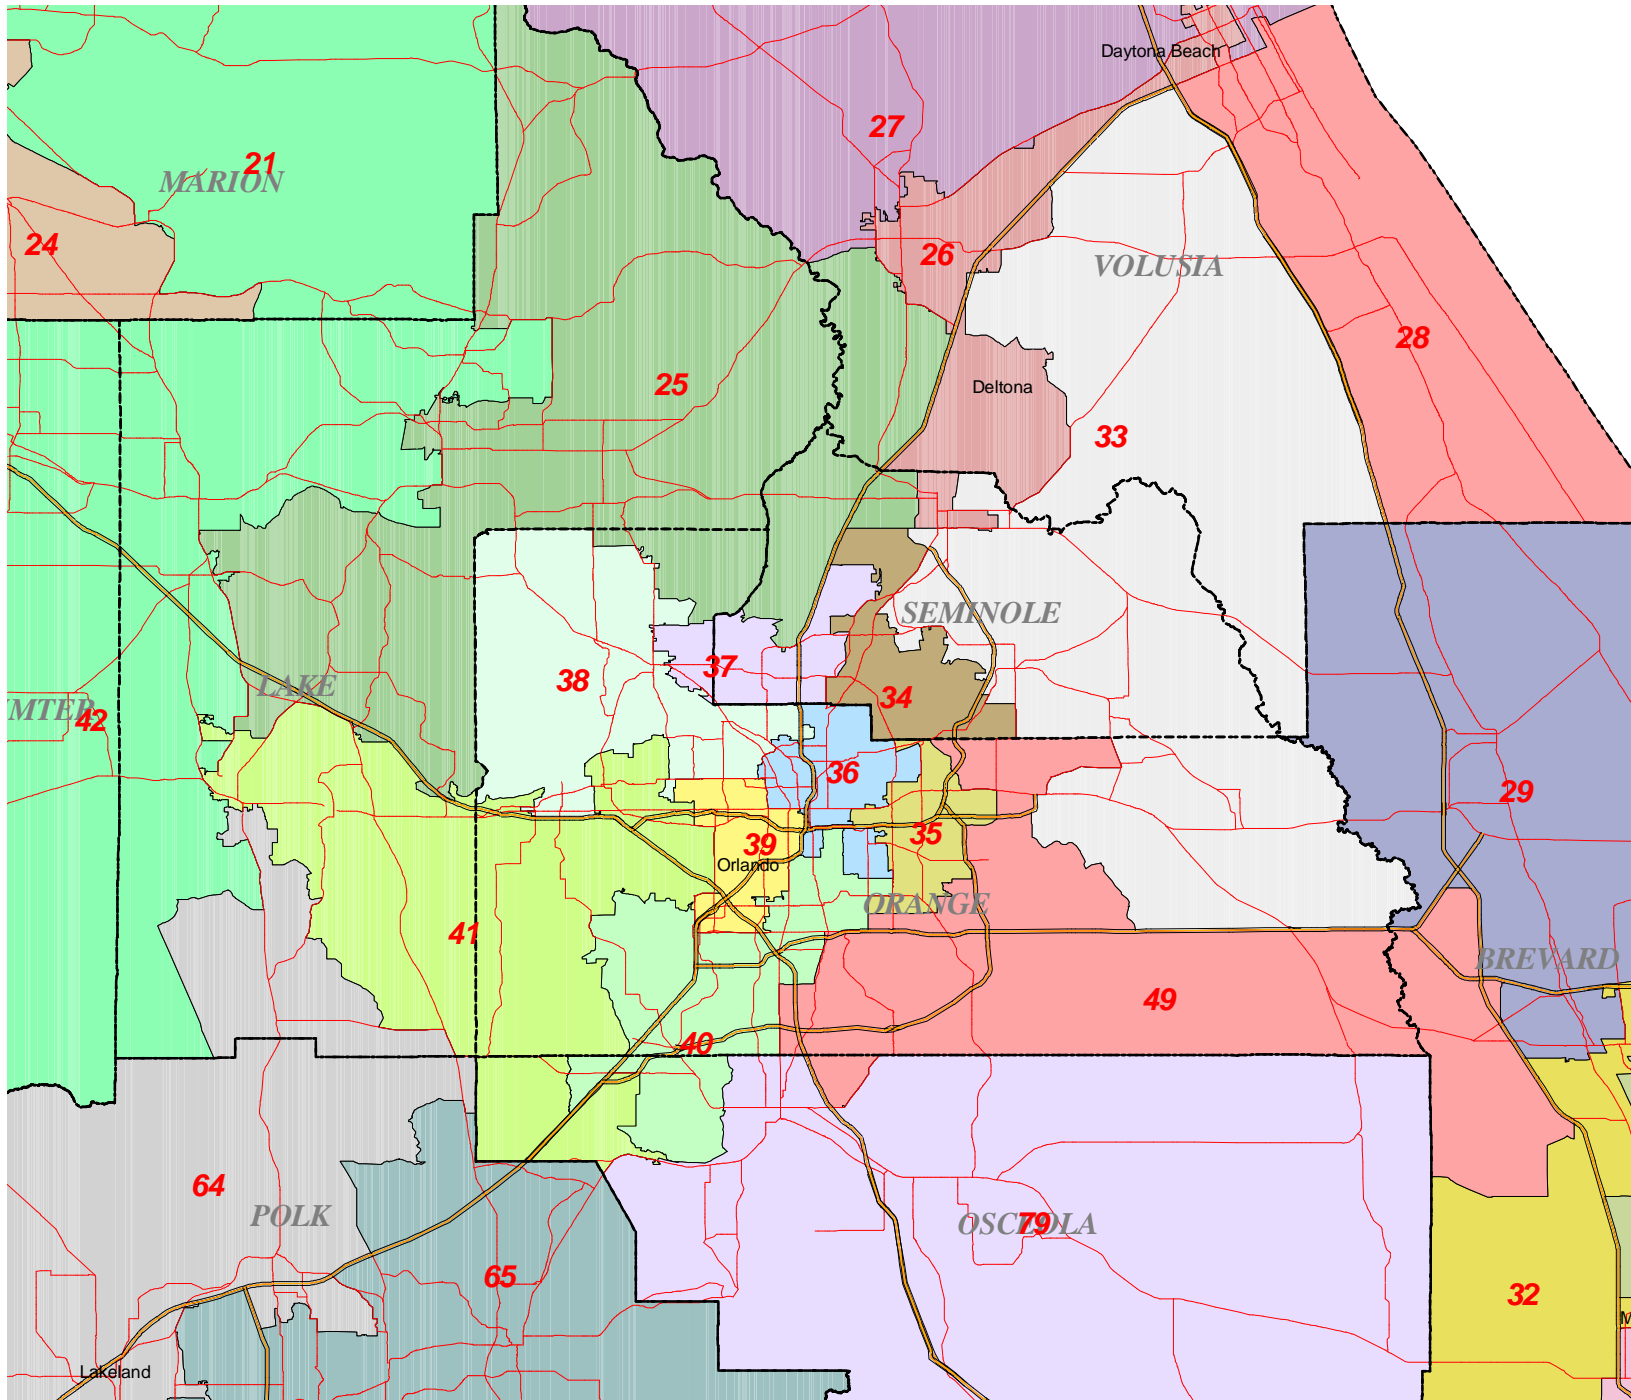 Daytona Beach
27
21
MARION
24
26
VOLUSIA
28
25
Deltona
33
SEMINOLE
37
38
LAKE
34
MTER
42
36
29
35
39
Orlando
ORANGE
41
BREVARD
49
40
64
POLK
OSCEOLA
79
65
32
M
Lakeland